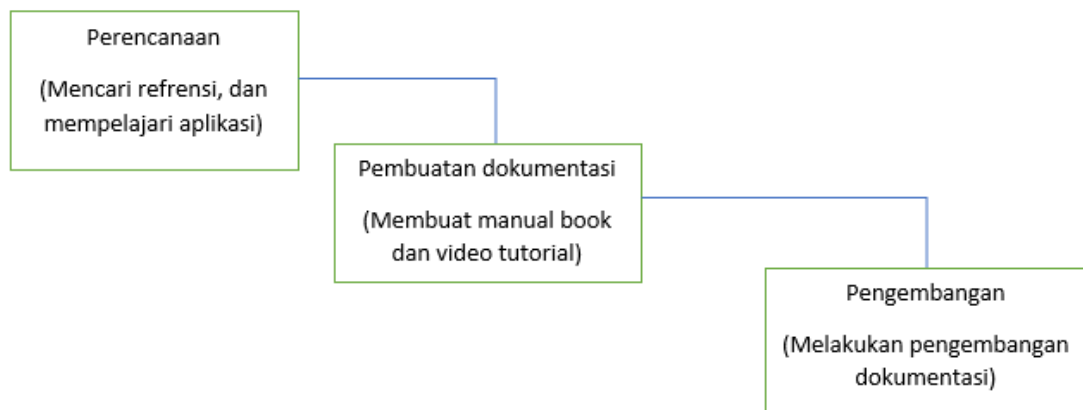 Perencanaan
(Mencari refrensi, dan
mempelajari aplikasi)
Pembuatan dokumentasi
(Membuat manual book
dan video tutorial)
Pengembangan
(Melakukan pengembangan
dokumentasi)